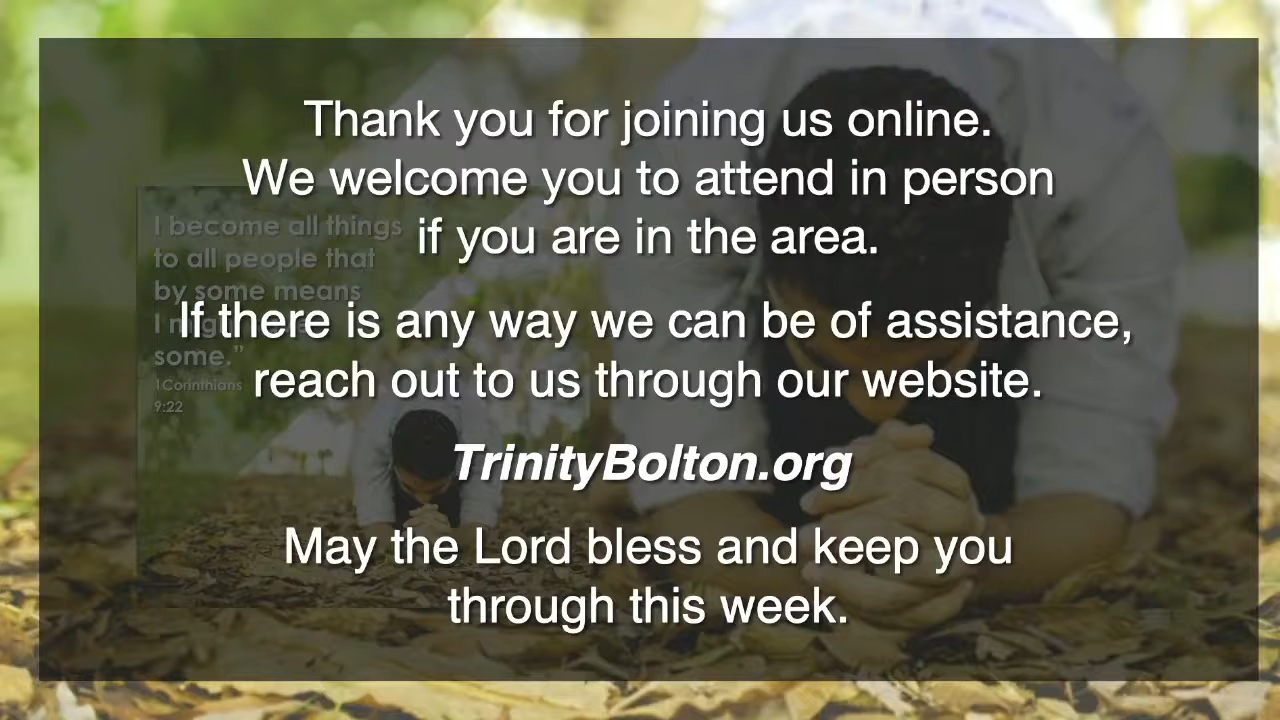 Thank you for joining us online.
We welcome you to attend in person
if you are in the area.
If there is any way we can be of assistance,
reach out to us through our website.
TrinityBolton.org
May the Lord bless and keep you
through this week.
I become all things
to all people that
by some means
I
some.”
1Corinthians
9:22